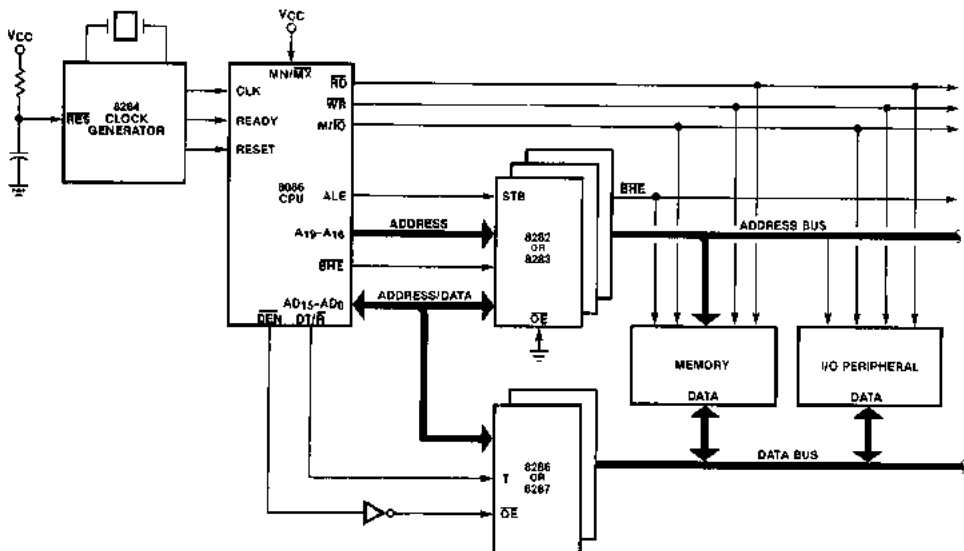 VCC
8284
CLOCK
GENERATOR
RES
VCC
MN/MX
CLK
READY
RESET
8086
CPU
RD
WR
M/IO
ALE
A19-A16
BHE
AD15-AD0
DEN DT/R
ADDRESS
ADDRESS/DATA
STB
8282
OR
8283
OE
BHE
ADDRESS BUS
MEMORY
DATA
I/O PERIPHERAL
DATA
DATA BUS
T
8286
OR
8287
OE